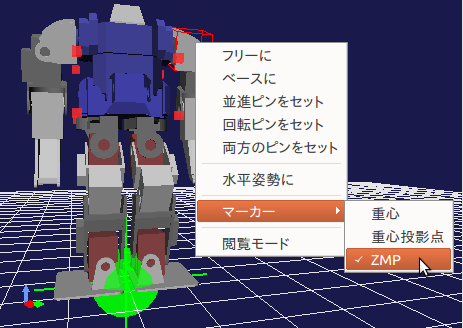 フリーに
ベースに
並進ピンをセット
回転ピンをセット
両方のピンをセット
水平姿勢に
マーカー
閲覧モード
重心
重心投影点
ZMP